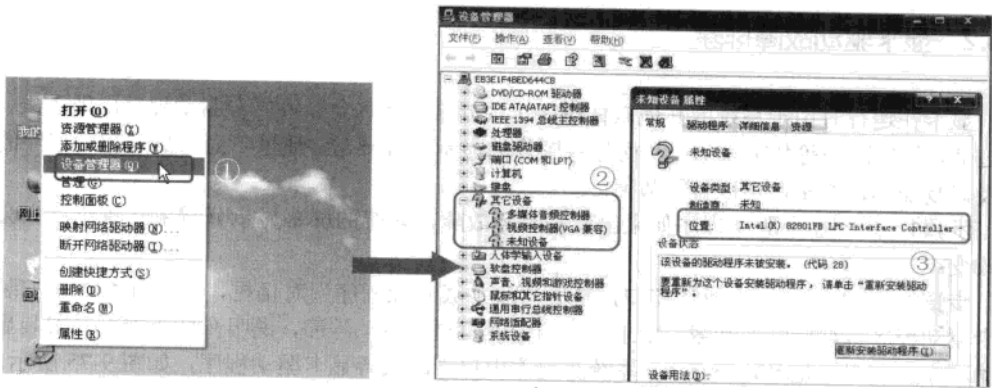 打开(O)
资源管理器(X)
添加或删除程序(Y)
设备管理器(Q)
①
管理(G)
控制面板(C)
映射网络驱动器(N)...
断开网络驱动器(I)...
创建快捷方式(S)
删除(D)
重命名(M)
属性(R)
设备管理器
文件(F) 操作(A) 查看(V) 帮助(H)
EB3E1F4BED644CB
DVD/CD-ROM 驱动器
IDE ATA/ATAPI 控制器
IEEE 1394 总线主控制器
处理器
磁盘驱动器
端口 (COM 和 LPT)
计算机
②
键盘
其它设备
多媒体音频控制器
视频控制器(VGA 兼容)
未知设备
人体学输入设备
软盘控制器
声音、视频和游戏控制器
鼠标和其它指针设备
通用串行总线控制器
网络适配器
系统设备
未知设备 属性
常规 驱动程序 详细信息 资源
未知设备
设备类型: 其它设备
制造商: 未知
位置: Intel(R) 82801FB LPC Interface Controller
设备状态
该设备的驱动程序未被安装。 (代码 28)
③
要重新为这个设备安装驱动程序，请单击“重新安装驱动
程序”。
重新安装驱动程序(I)...
设备用法(D):